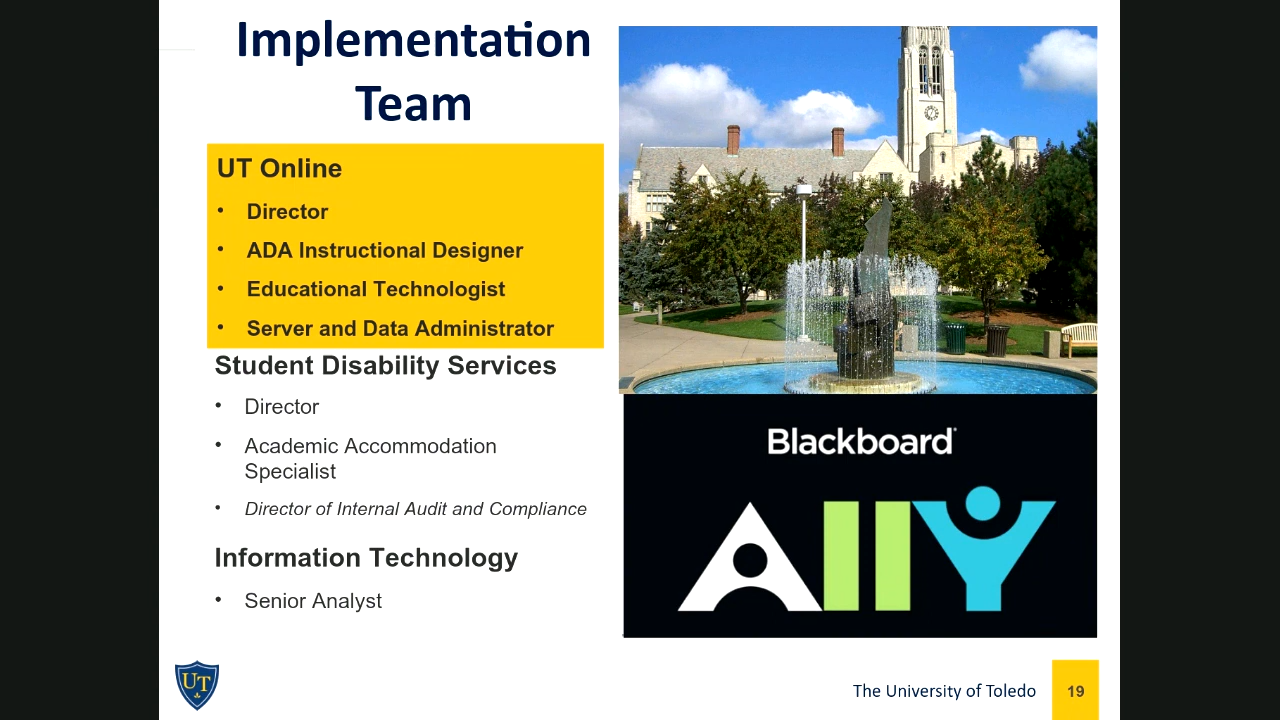 Implementation
Team
UT Online
• Director
• ADA Instructional Designer
• Educational Technologist
• Server and Data Administrator
Student Disability Services
• Director
• Academic Accommodation
Specialist
• Director of Internal Audit and Compliance
Information Technology
• Senior Analyst
Blackboard
Ally
UT
The University of Toledo
19